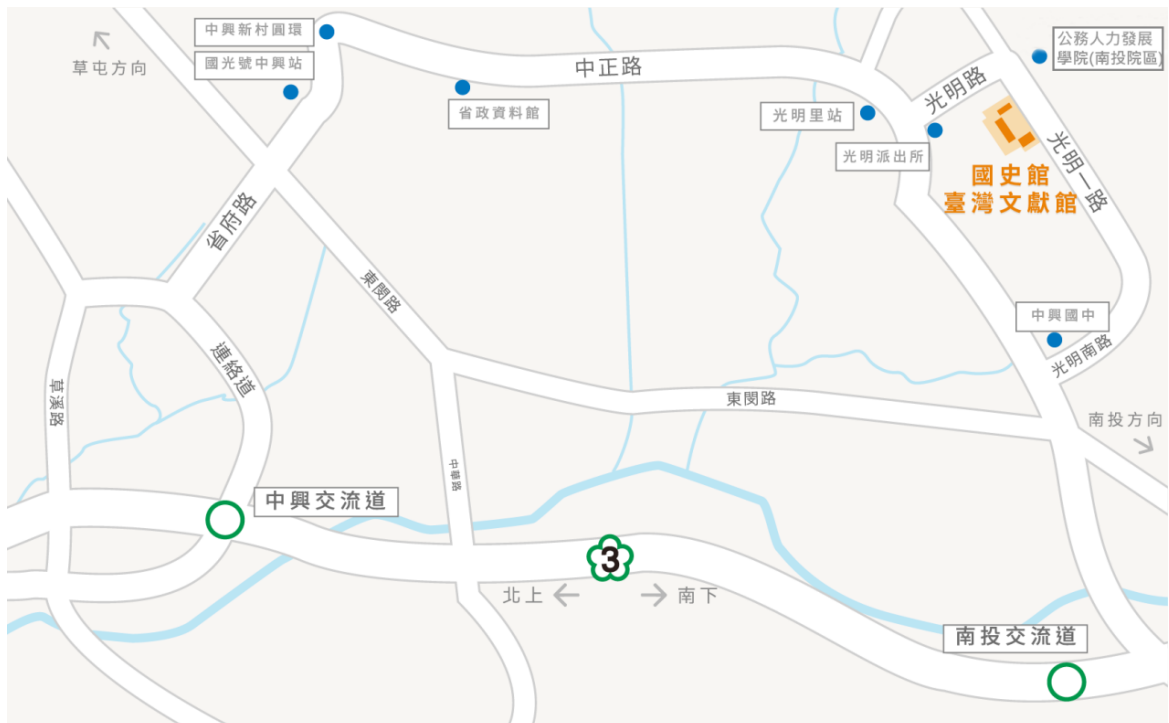 中興新村圓環
草屯方向
國光號中興站
中正路
省政資料館
光明里站
光明派出所
光明路
公務人力發展
學院(南投院區)
國史館
臺灣文獻館
光明一路
省府路
東閔路
中興國中
光明南路
連絡道
草溪路
東閔路
南投方向
中華路
中興交流道
3
北上
南下
南投交流道